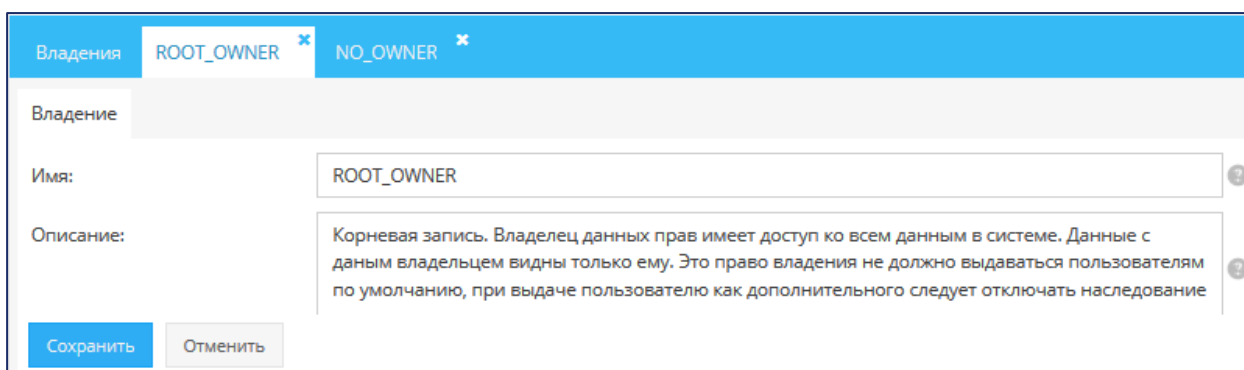 Владения ROOT_OWNER NO_OWNER
Владение
Имя: ROOT_OWNER
Описание: Корневая запись. Владелец данных прав имеет доступ ко всем данным в системе. Данные с
даным владельцем видны только ему. Это право владения не должно выдаваться пользователям
по умолчанию, при выдаче пользователю как дополнительного следует отключать наследование
Сохранить Отменить